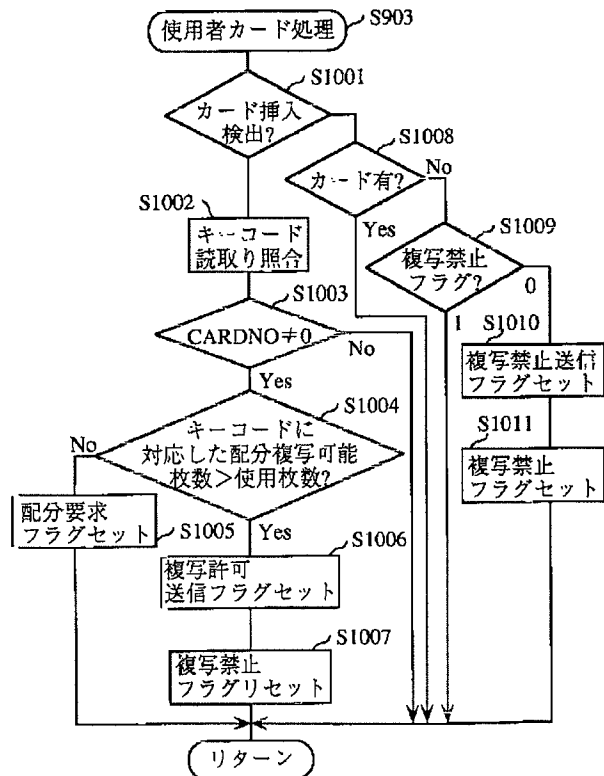 使用者カード処理
S903
S1001
カード挿入
検出?
S1008
カード有?
No
Yes
S1002
キーコード
読取り照合
S1009
複写禁止
フラグ?
0
1
S1003
CARDNO≠0
No
Yes
S1010
複写禁止送信
フラグセット
S1004
キーコードに
対応した配分複写可能
枚数>使用枚数?
No
Yes
S1011
複写禁止
フラグセット
配分要求
フラグセット
S1005
S1006
複写許可
送信フラグセット
S1007
複写禁止
フラグリセット
リターン